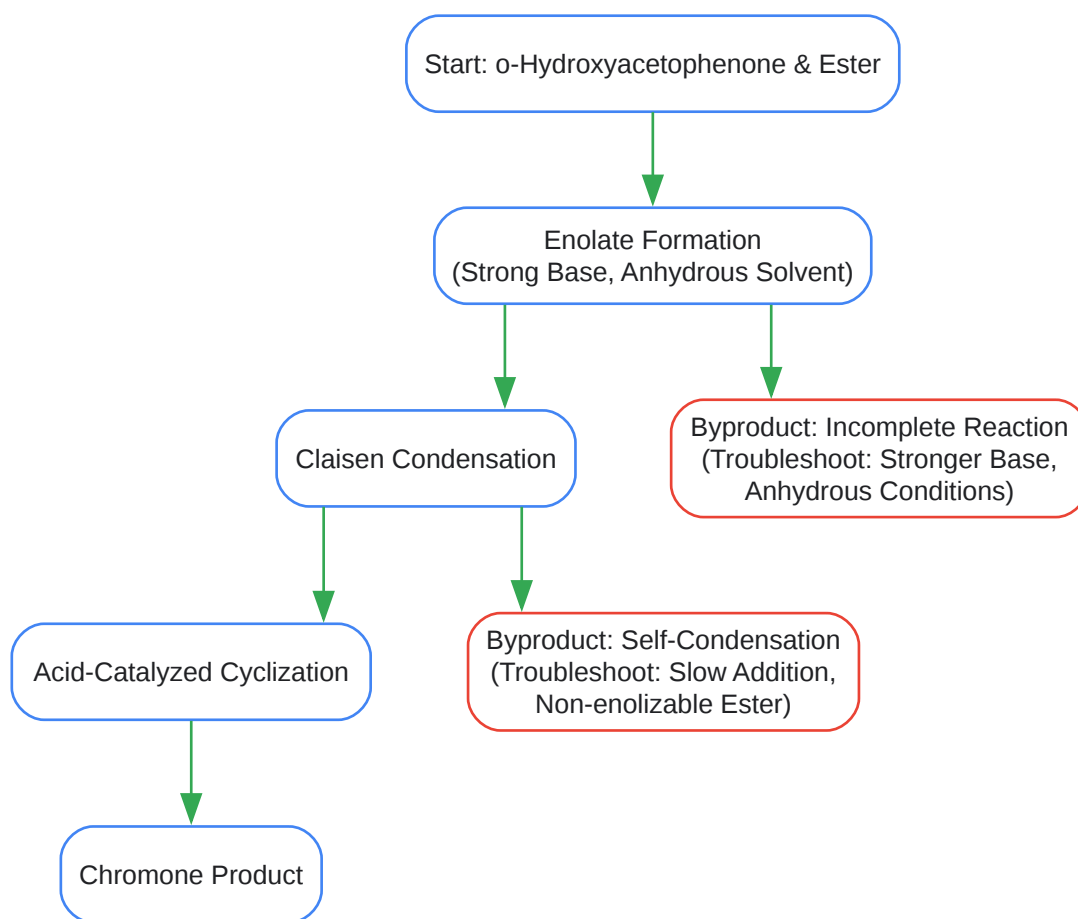 Start: o-Hydroxyacetophenone & Ester
Enolate Formation
(Strong Base, Anhydrous Solvent)
Claisen Condensation
Byproduct: Incomplete Reaction
(Troubleshoot: Stronger Base,
Anhydrous Conditions)
Acid-Catalyzed Cyclization
Byproduct: Self-Condensation
(Troubleshoot: Slow Addition,
Non-enolizable Ester)
Chromone Product